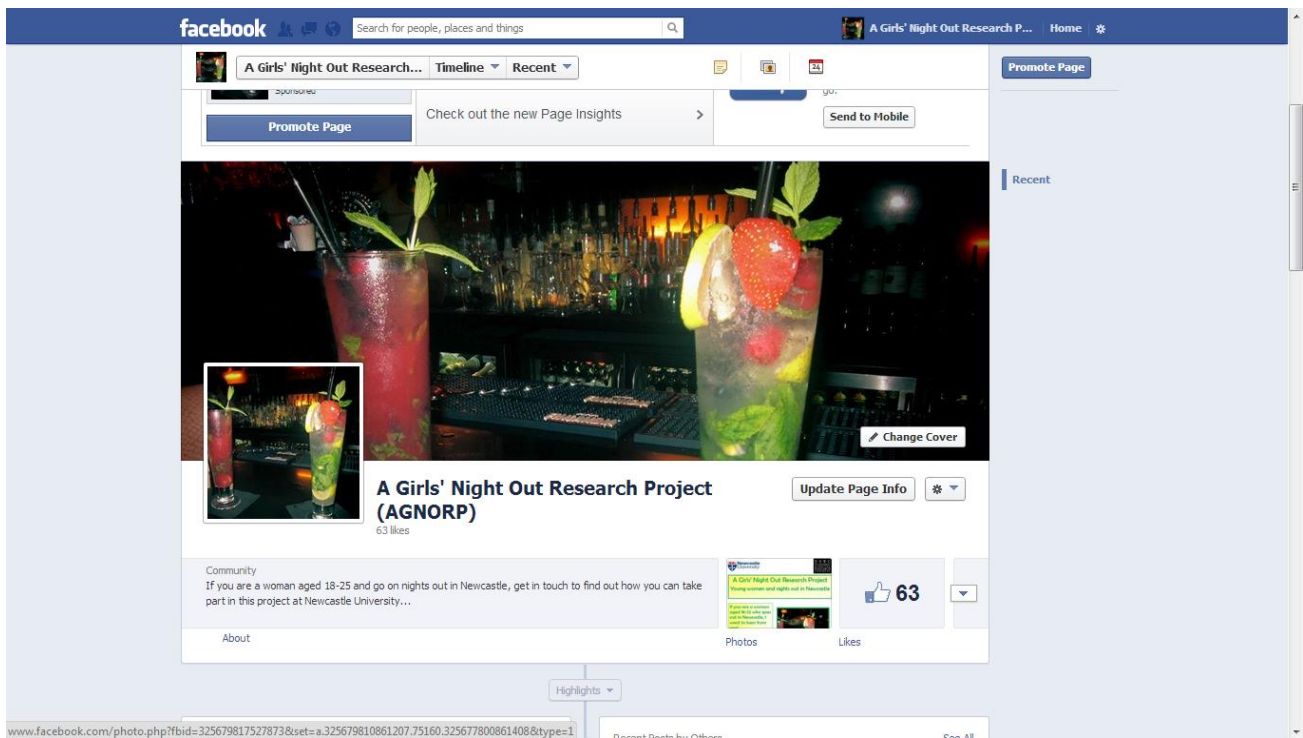 facebook
Search for people, places and things
A Girls' Night Out Research P...
Home
A Girls' Night Out Research...
Timeline
Recent
24
Promote Page
Sponsored
Promote Page
Check out the new Page Insights
go.
Send to Mobile
Recent
Change Cover
A Girls' Night Out Research Project
(AGNORP)
63 likes
Update Page Info
Community
If you are a woman aged 18-25 and go on nights out in Newcastle, get in touch to find out how you can take
part in this project at Newcastle University...
Newcastle
University
A Girls' Night Out Research Project
Young women and nights out in Newcastle
63
About
Photos
Likes
Highlights
Recent Posts by Others
See All
www.facebook.com/photo.php?fbid=325679817527873&set=a.325679810861207.75160.325677800861408&type=1